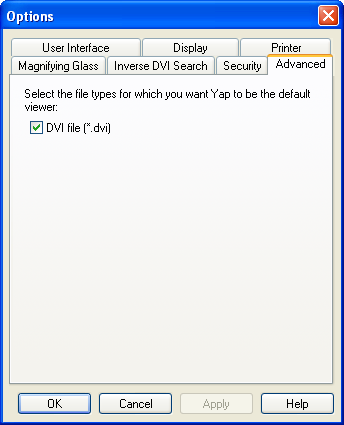 Options
User Interface Display Printer
Magnifying Glass Inverse DVI Search Security Advanced
Select the file types for which you want Yap to be the default
viewer:
DVI file (*.dvi)
OK Cancel Apply Help